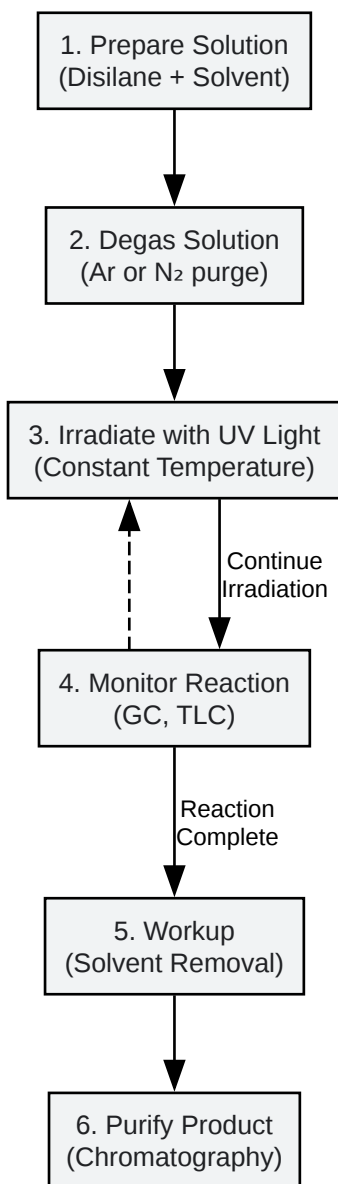 1. Prepare Solution
(Disilane + Solvent)
2. Degas Solution
(Ar or N₂ purge)
3. Irradiate with UV Light
(Constant Temperature)
Continue
Irradiation
4. Monitor Reaction
(GC, TLC)
Reaction
Complete
5. Workup
(Solvent Removal)
6. Purify Product
(Chromatography)